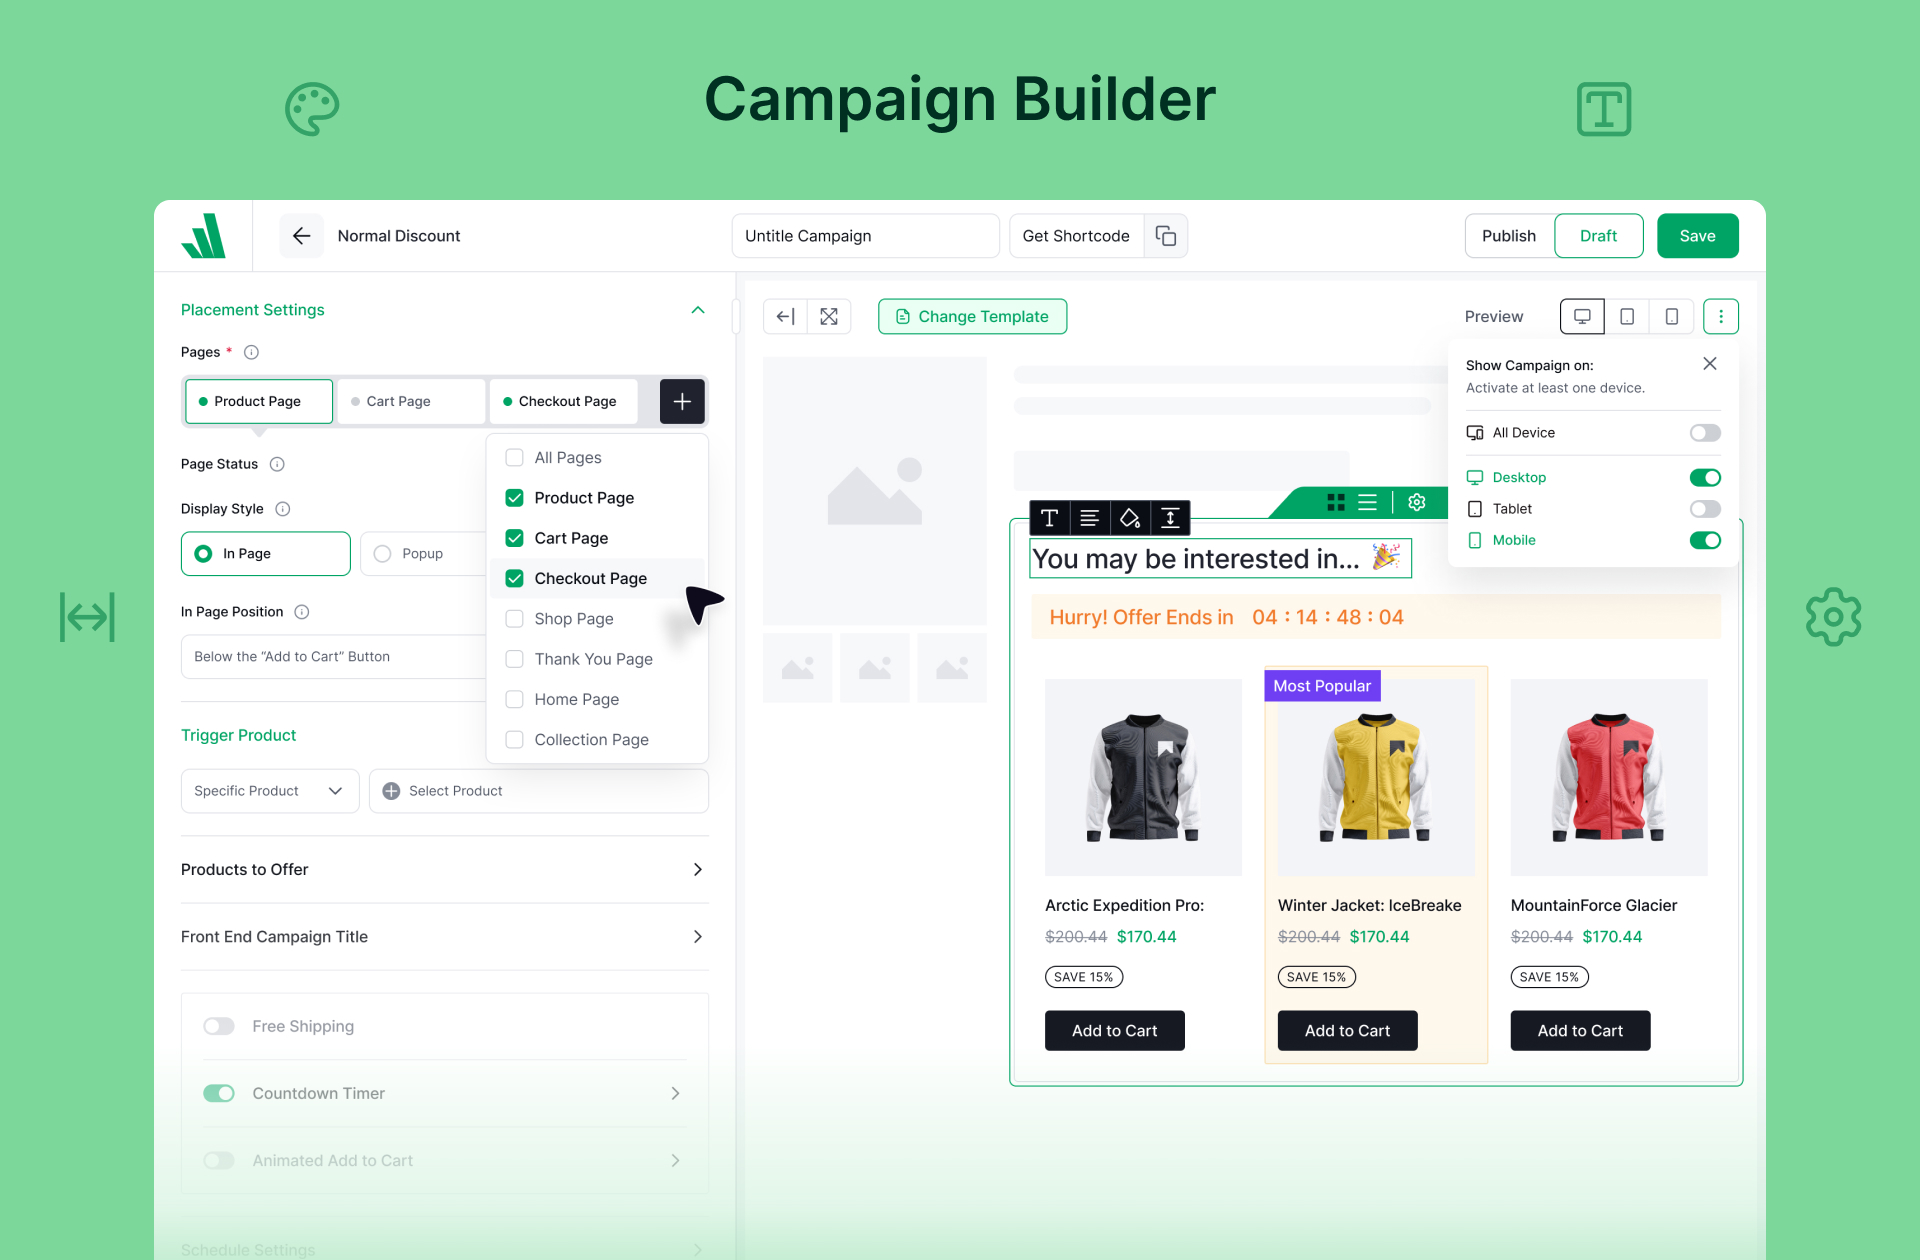 Campaign Builder
Normal Discount
Untitle Campaign
Get Shortcode
Publish
Draft
Save
Placement Settings
Pages *
Product Page
Cart Page
Checkout Page
All Pages
Product Page
Cart Page
Checkout Page
Shop Page
Thank You Page
Home Page
Collection Page
Page Status
Display Style
In Page
Popup
In Page Position
Below the “Add to Cart” Button
Trigger Product
Specific Product
Select Product
Products to Offer
Front End Campaign Title
Free Shipping
Countdown Timer
Animated Add to Cart
Schedule Settings
Change Template
Preview
Show Campaign on:
Activate at least one device.
All Device
Desktop
Tablet
Mobile
You may be interested in... 🎉
Hurry! Offer Ends in 04 : 14 : 48 : 04
Arctic Expedition Pro:
$200.44 $170.44
SAVE 15%
Add to Cart
Most Popular
Winter Jacket: IceBreake
$200.44 $170.44
SAVE 15%
Add to Cart
MountainForce Glacier
$200.44 $170.44
SAVE 15%
Add to Cart